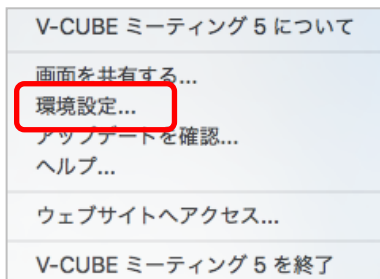 V-CUBE ミーティング 5 について
画面を共有する...
環境設定...
アップデートを確認...
ヘルプ...
ウェブサイトへアクセス...
V-CUBE ミーティング 5 を終了